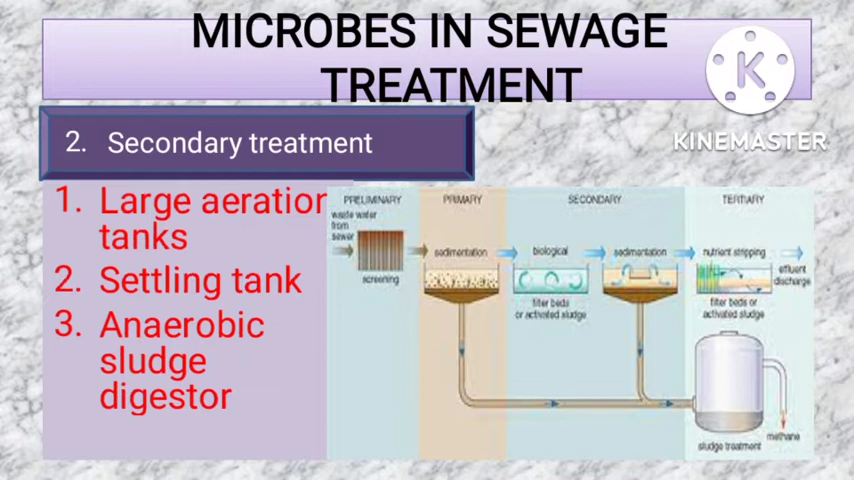 MICROBES IN SEWAGE
TREATMENT
K
KINEMASTER
2. Secondary treatment
1. Large aeration
tanks
2. Settling tank
3. Anaerobic
sludge
digestor
PRELIMINARY
PRIMARY
SECONDARY
TERTIARY
waste water
from
sewer
screening
sedimentation
biological
sedimentation
nutrient stripping
effluent
discharge
filter beds
or activated sludge
filter beds or
activated sludge
methane
sludge treatment